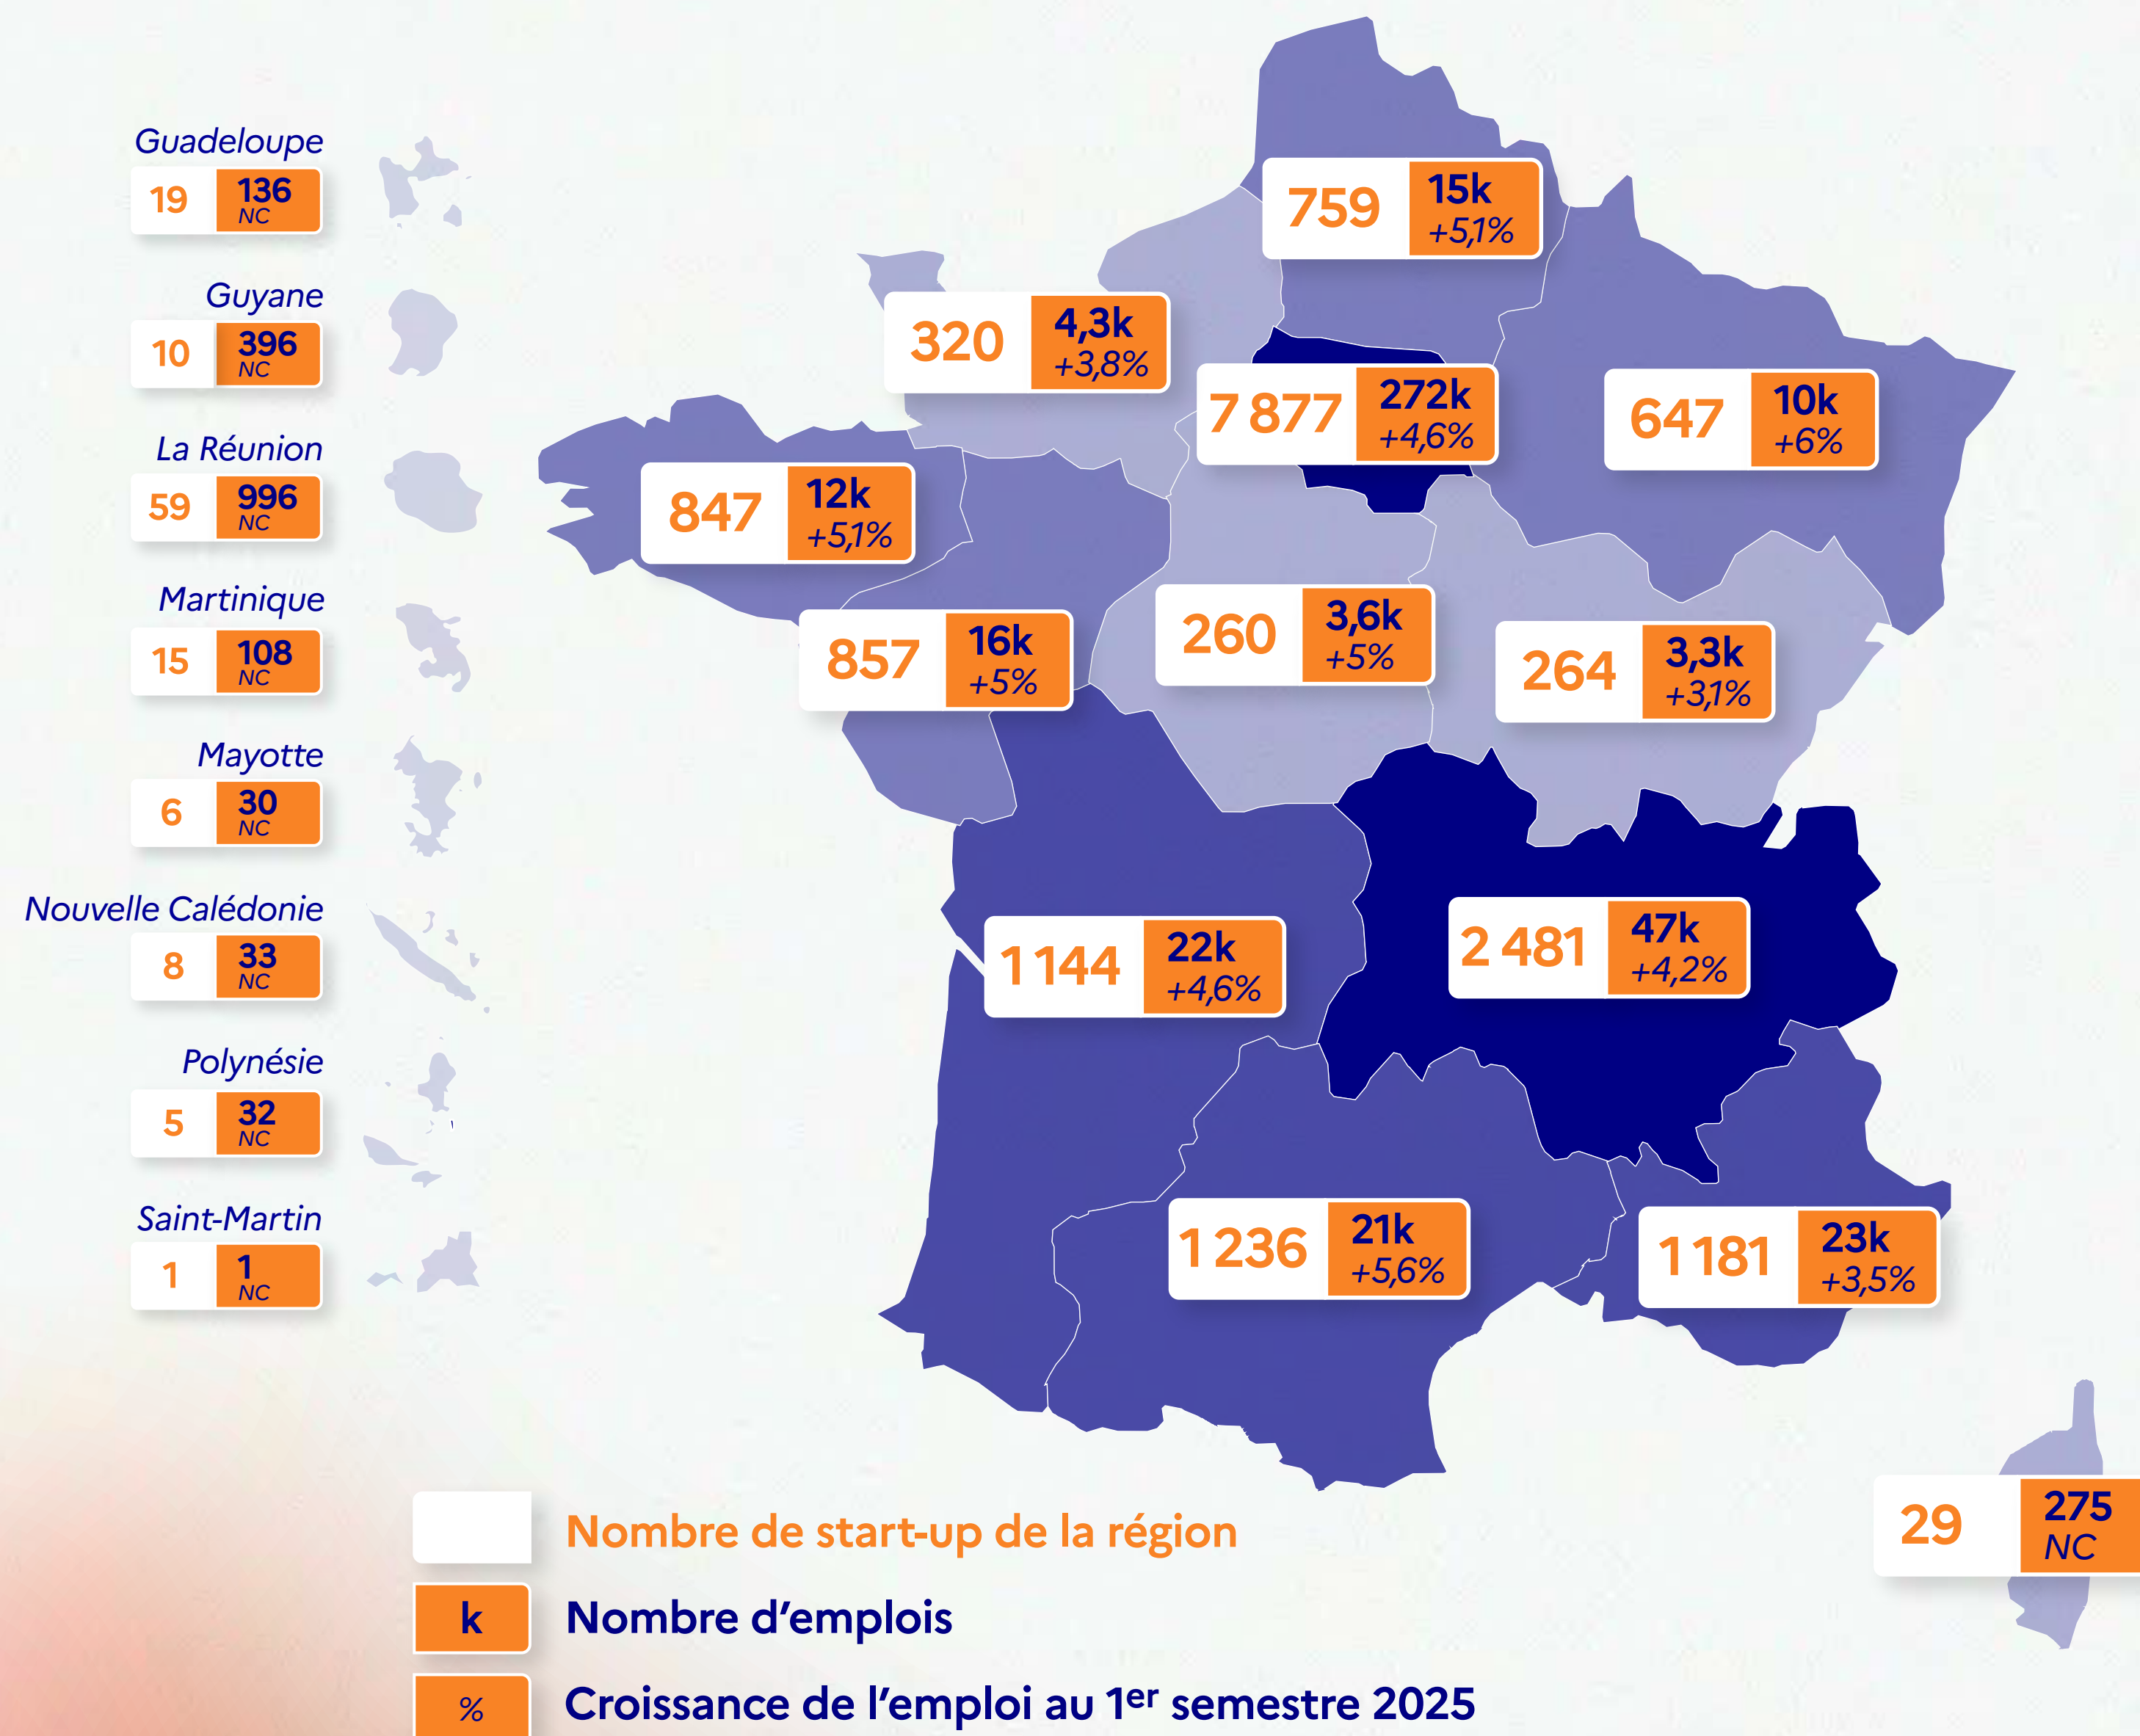 Guadeloupe
19
136
NC
Guyane
10
396
NC
La Réunion
59
996
NC
Martinique
15
108
NC
Mayotte
6
30
NC
Nouvelle Calédonie
8
33
NC
Polynésie
5
32
NC
Saint-Martin
1
1
NC
759
15k
+5,1%
320
4,3k
+3,8%
7 877
272k
+4,6%
647
10k
+6%
847
12k
+5,1%
857
16k
+5%
260
3,6k
+5%
264
3,3k
+3,1%
1 144
22k
+4,6%
2 481
47k
+4,2%
1 236
21k
+5,6%
1 181
23k
+3,5%
29
275
NC
Nombre de start-up de la région
k
Nombre d'emplois
%
Croissance de l'emploi au 1er semestre 2025